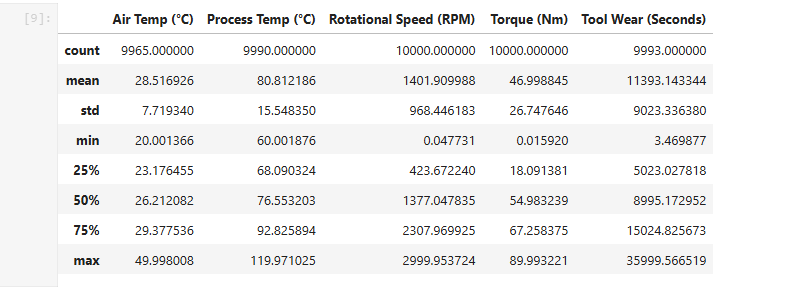 [9]:
Air Temp (°C) Process Temp (°C) Rotational Speed (RPM) Torque (Nm) Tool Wear (Seconds)
count 9965.000000 9990.000000 10000.000000 10000.000000 9993.000000
mean 28.516926 80.812186 1401.909988 46.998845 11393.143344
std 7.719340 15.548350 968.446183 26.747646 9023.336380
min 20.001366 60.001876 0.047731 0.015920 3.469877
25% 23.176455 68.090324 423.672240 18.091381 5023.027818
50% 26.212082 76.553203 1377.047835 54.983239 8995.172952
75% 29.377536 92.825894 2307.969925 67.258375 15024.825673
max 49.998008 119.971025 2999.953724 89.993221 35999.566519